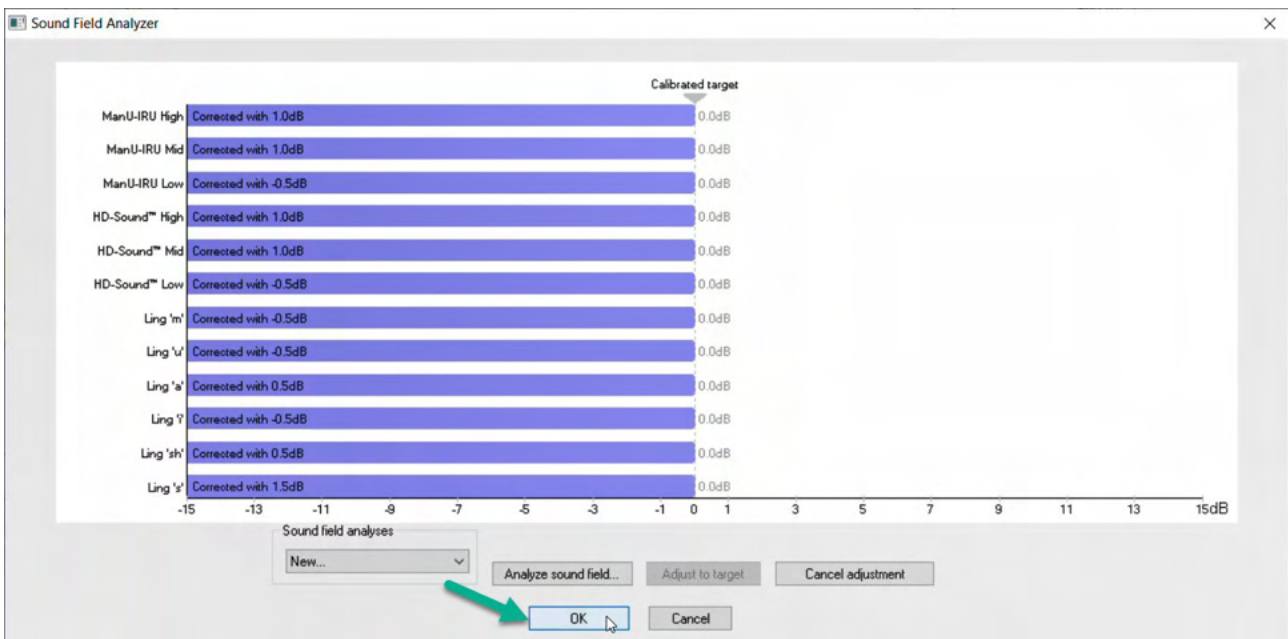 Sound Field Analyzer
Calibrated target
ManU-IRU High Corrected with 1.0dB 0.0dB
ManU-IRU Mid Corrected with 1.0dB 0.0dB
ManU-IRU Low Corrected with -0.5dB 0.0dB
HD-Sound™ High Corrected with 1.0dB 0.0dB
HD-Sound™ Mid Corrected with 1.0dB 0.0dB
HD-Sound™ Low Corrected with -0.5dB 0.0dB
Ling 'm' Corrected with -0.5dB 0.0dB
Ling 'u' Corrected with -0.5dB 0.0dB
Ling 'a' Corrected with 0.5dB 0.0dB
Ling 'i' Corrected with -0.5dB 0.0dB
Ling 'sh' Corrected with 0.5dB 0.0dB
Ling 's' Corrected with 1.5dB 0.0dB
-15 -13 -11 -9 -7 -5 -3 -1 0 1 3 5 7 9 11 13 15dB
Sound field analyses
New... Analyze sound field... Adjust to target Cancel adjustment
OK Cancel